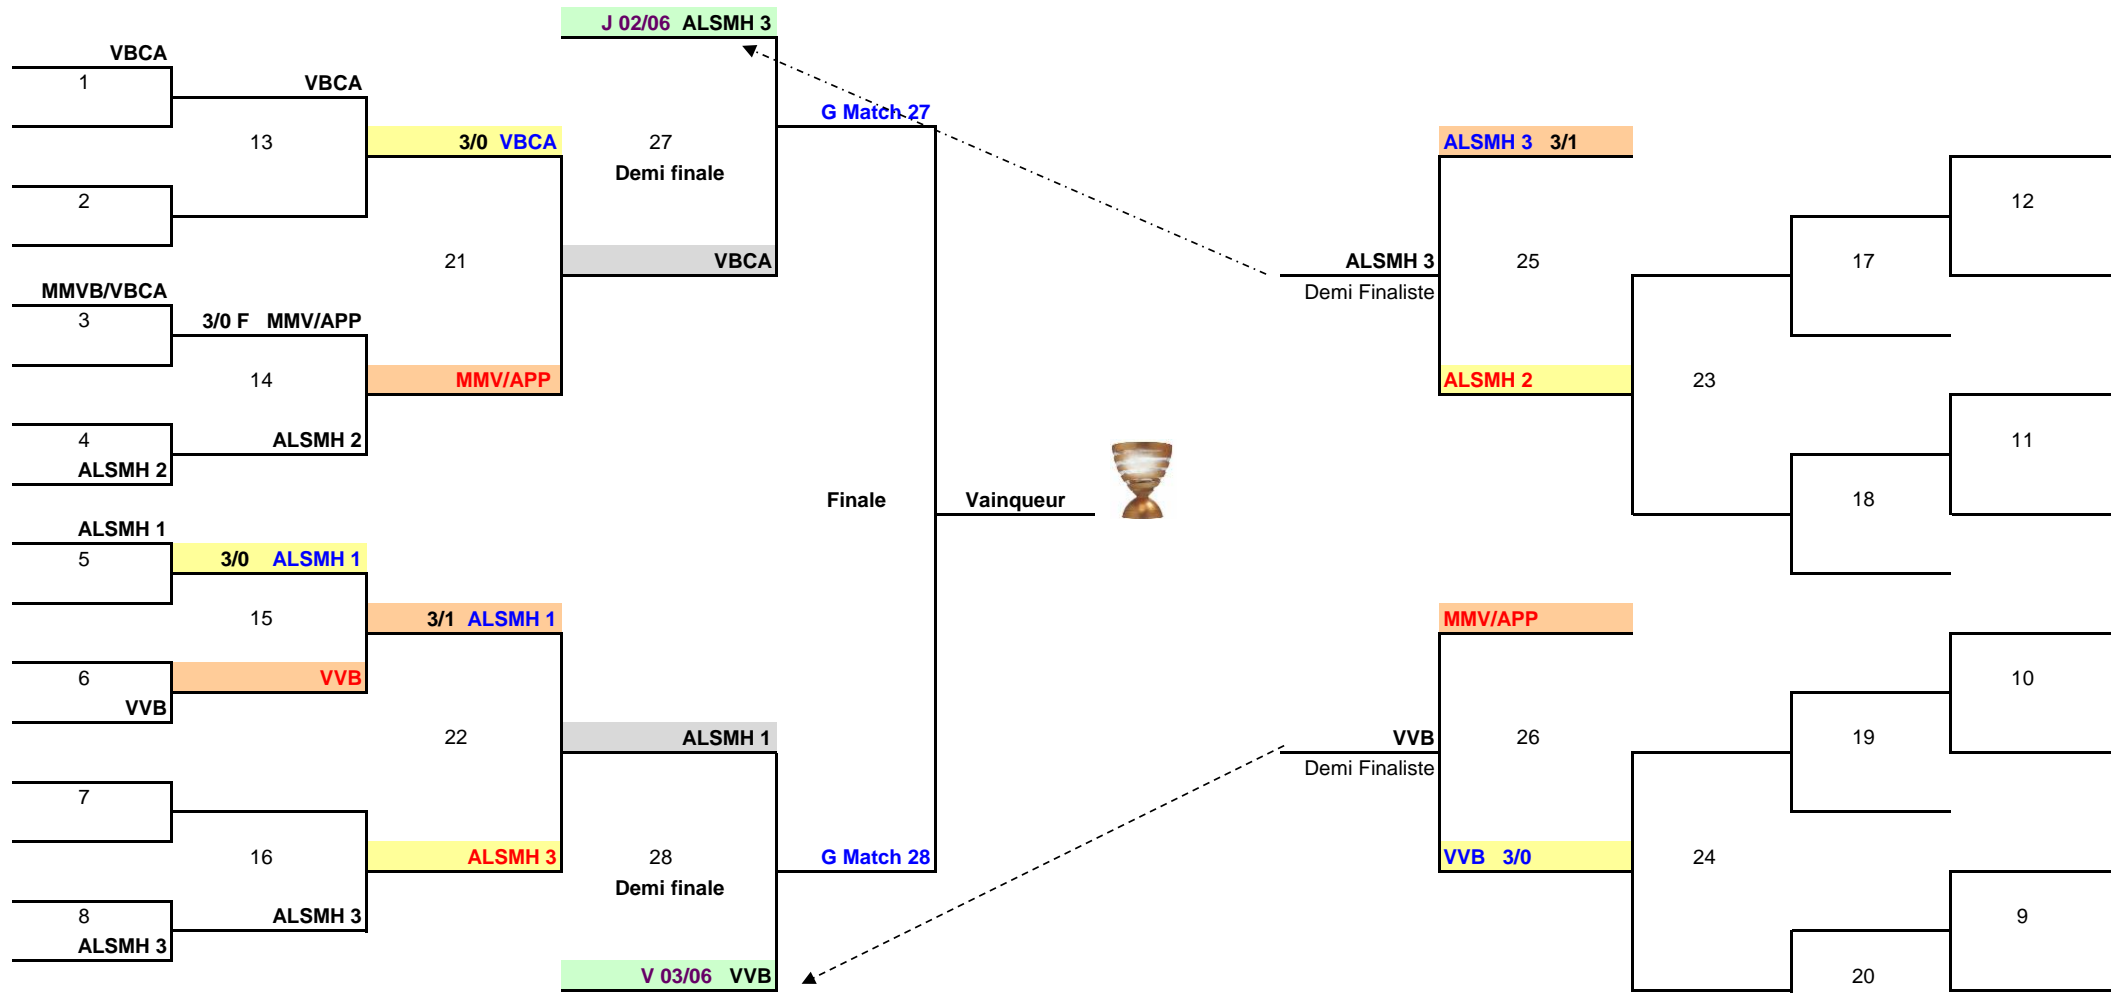 J 02/06 ALSMH 3
VBCA
1
VBCA
G Match 27
13
3/0 VBCA
27
Demi finale
2
21
VBCA
MMVB/VBCA
3
3/0 F MMV/APP
14
MMV/APP
4
ALSMH 2
ALSMH 2
Finale
Vainqueur
ALSMH 1
5
3/0 ALSMH 1
15
3/1 ALSMH 1
6
VVB
VVB
22
ALSMH 1
7
16
ALSMH 3
28
Demi finale
G Match 28
8
ALSMH 3
ALSMH 3
V 03/06 VVB
ALSMH 3 3/1
12
ALSMH 3
Demi Finaliste
25
17
ALSMH 2
23
11
18
MMV/APP
10
VVB
Demi Finaliste
26
19
VVB 3/0
24
9
20